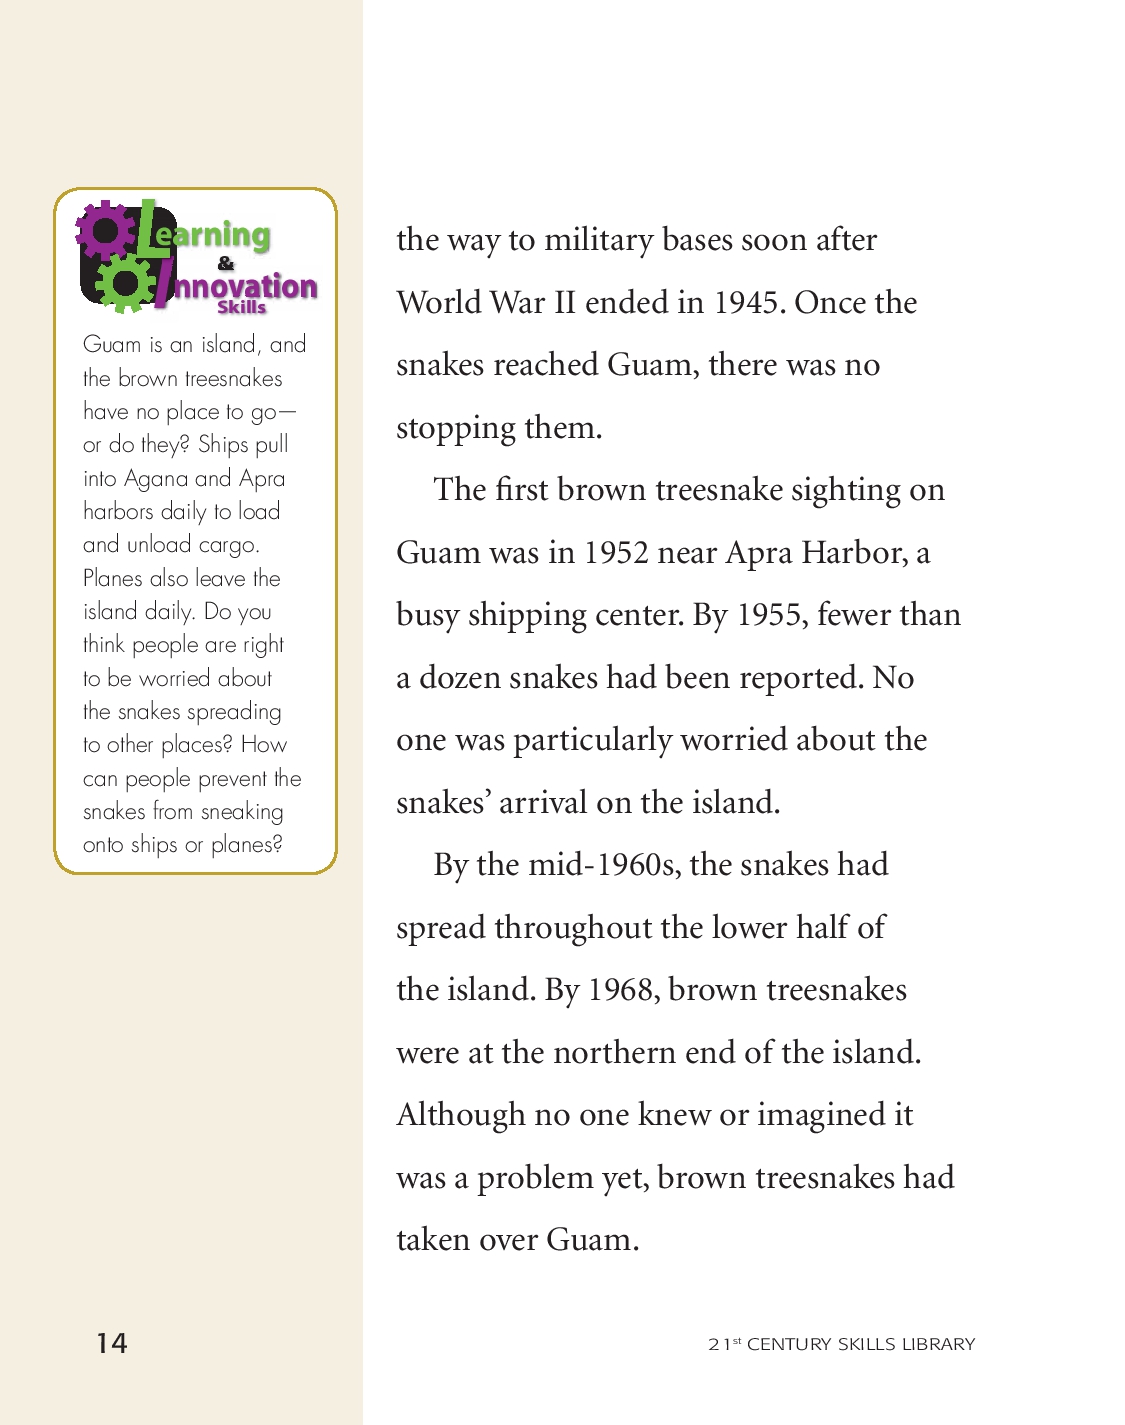 Learning
&
Innovation
Skills
Guam is an island, and
the brown treesnakes
have no place to go—
or do they? Ships pull
into Agana and Apra
harbors daily to load
and unload cargo.
Planes also leave the
island daily. Do you
think people are right
to be worried about
the snakes spreading
to other places? How
can people prevent the
snakes from sneaking
onto ships or planes?
the way to military bases soon after
World War II ended in 1945. Once the
snakes reached Guam, there was no
stopping them.
The first brown treesnake sighting on
Guam was in 1952 near Apra Harbor, a
busy shipping center. By 1955, fewer than
a dozen snakes had been reported. No
one was particularly worried about the
snakes’ arrival on the island.
By the mid-1960s, the snakes had
spread throughout the lower half of
the island. By 1968, brown treesnakes
were at the northern end of the island.
Although no one knew or imagined it
was a problem yet, brown treesnakes had
taken over Guam.
14
21st CENTURY SKILLS LIBRARY